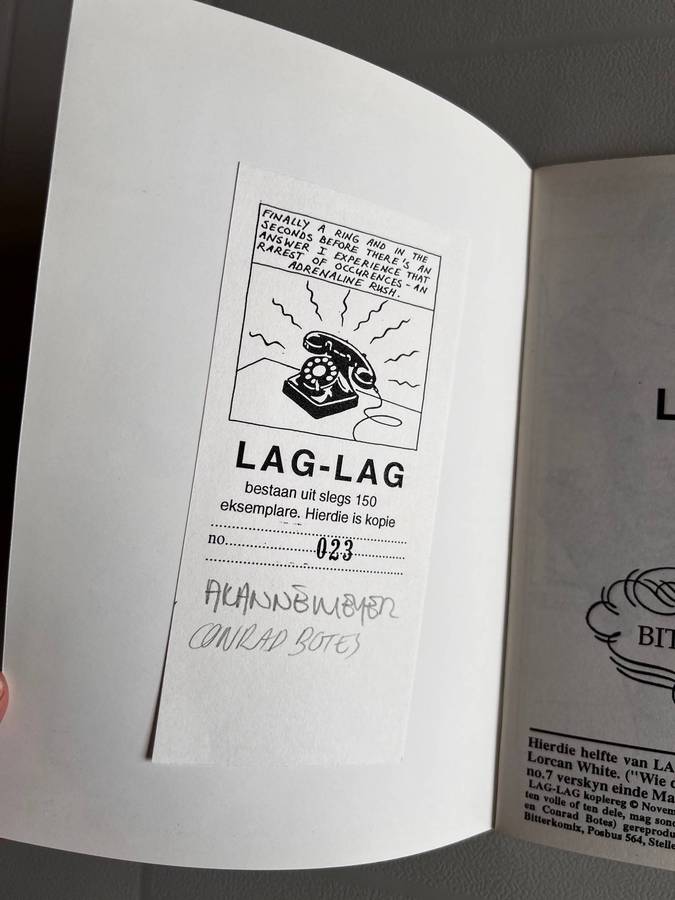 FINALLY A RING AND IN THE
SECONDS BEFORE THERE'S AN
ANSWER I EXPERIENCE THAT
RAREST OF OCCURENCES - AN
ADRENALINE RUSH.
LAG-LAG
bestaan uit slegs 150
eksemplare. Hierdie is kopie
no. 023
AKANNEMEYER
CONRAD BOTES
L
BIT
Hierdie helfte van LA
Lorcan White. ("Wie
no.7 verskyn einde Ma
LAG-LAG kopiereg © Novem
ten volle of ten dele, mag sond
en Conrad Botes) gereprodu
Bitterkomix, Posbus 564, Stelle